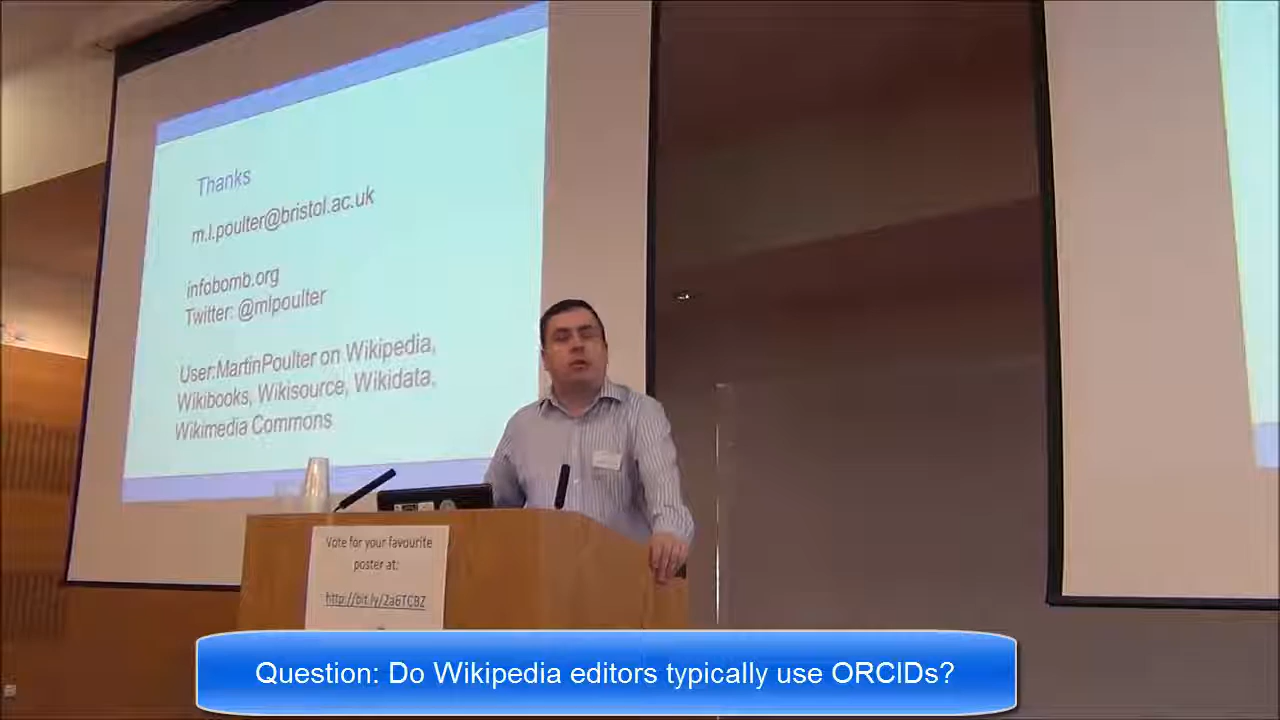 Thanks
m.l.poulter@bristol.ac.uk
infobomb.org
Twitter: @mlpoulter
User:MartinPoulter on Wikipedia,
Wikibooks, Wikisource, Wikidata,
Wikimedia Commons
Vote for your favourite
poster at:
http://bit.ly/2a6TCBZ
Question: Do Wikipedia editors typically use ORCIDs?